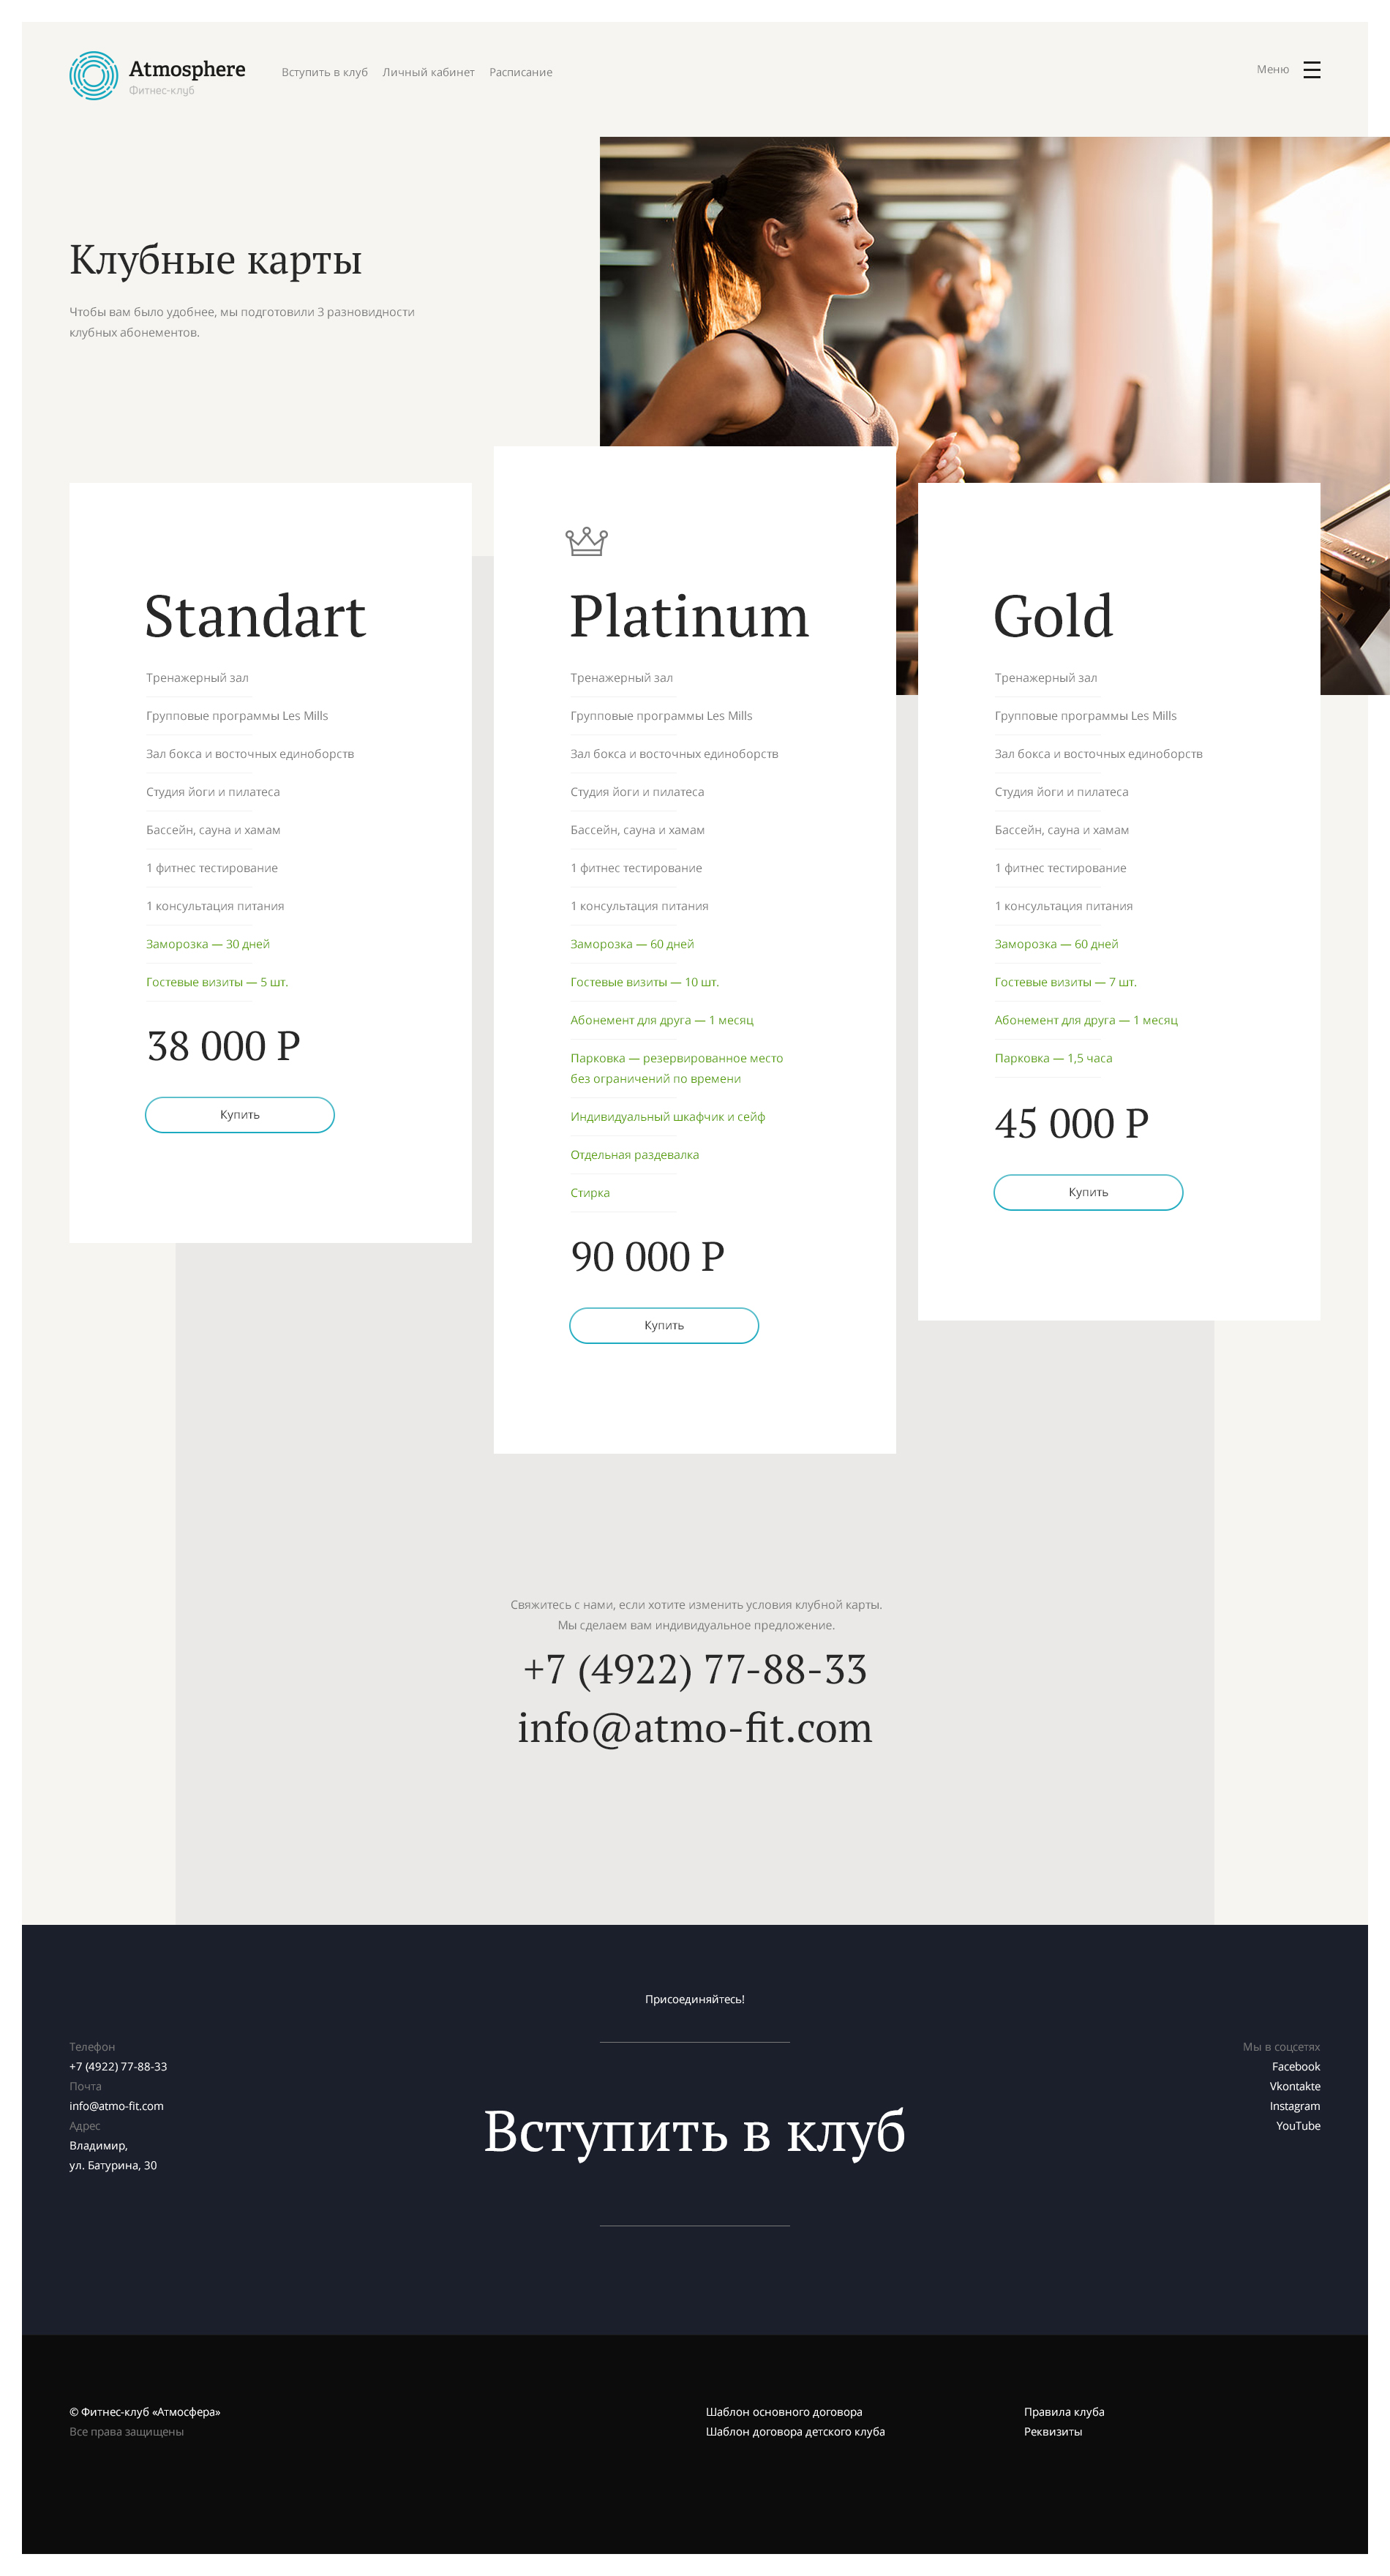 Atmosphere
Фитнес-клуб
Вступить в клуб
Личный кабинет
Расписание
Меню
Клубные карты
Чтобы вам было удобнее, мы подготовили 3 разновидности
клубных абонементов.
Standart
Тренажерный зал
Групповые программы Les Mills
Зал бокса и восточных единоборств
Студия йоги и пилатеса
Бассейн, сауна и хамам
1 фитнес тестирование
1 консультация питания
Заморозка — 30 дней
Гостевые визиты — 5 шт.
38 000 Р
Купить
Platinum
Тренажерный зал
Групповые программы Les Mills
Зал бокса и восточных единоборств
Студия йоги и пилатеса
Бассейн, сауна и хамам
1 фитнес тестирование
1 консультация питания
Заморозка — 60 дней
Гостевые визиты — 10 шт.
Абонемент для друга — 1 месяц
Парковка — резервированное место
без ограничений по времени
Индивидуальный шкафчик и сейф
Отдельная раздевалка
Стирка
90 000 Р
Купить
Gold
Тренажерный зал
Групповые программы Les Mills
Зал бокса и восточных единоборств
Студия йоги и пилатеса
Бассейн, сауна и хамам
1 фитнес тестирование
1 консультация питания
Заморозка — 60 дней
Гостевые визиты — 7 шт.
Абонемент для друга — 1 месяц
Парковка — 1,5 часа
45 000 Р
Купить
Свяжитесь с нами, если хотите изменить условия клубной карты.
Мы сделаем вам индивидуальное предложение.
+7 (4922) 77-88-33
info@atmo-fit.com
Присоединяйтесь!
Телефон
+7 (4922) 77-88-33
Почта
info@atmo-fit.com
Адрес
Владимир,
ул. Батурина, 30
Вступить в клуб
Мы в соцсетях
Facebook
Vkontakte
Instagram
YouTube
© Фитнес-клуб «Атмосфера»
Все права защищены
Шаблон основного договора
Шаблон договора детского клуба
Правила клуба
Реквизиты